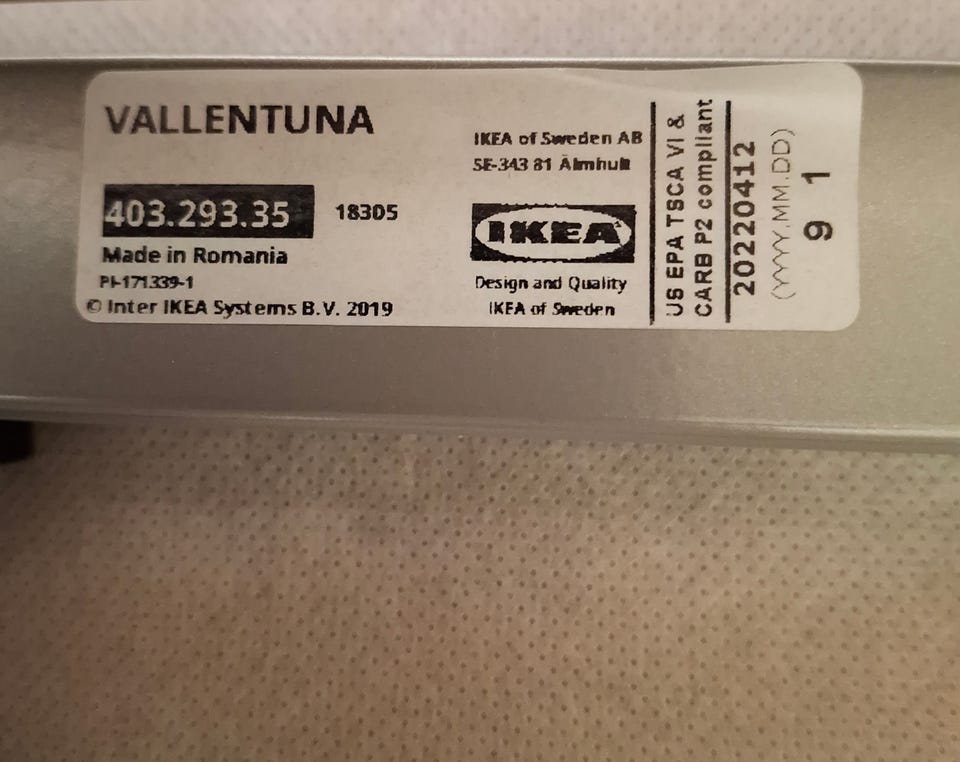 VALLENTUNA
403.293.35 18305
Made in Romania
PI-171339-1
© Inter IKEA Systems B.V. 2019
IKEA of Sweden AB
SE-343 81 Älmhult
IKEA
Design and Quality
IKEA of Sweden
US EPA TSCA VI &
CARB P2 compliant
20220412
(YYYY.MM.DD)
9 1